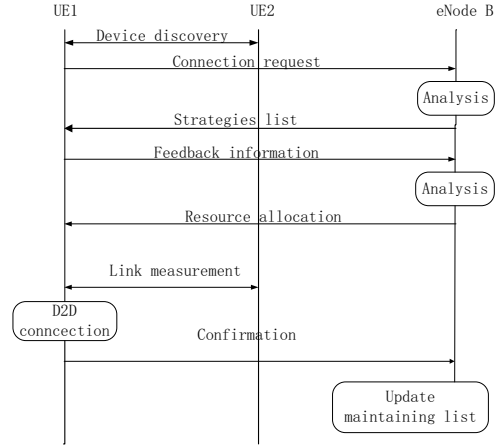 UE1 UE2 eNode B
Device discovery
Connection request
Analysis
Strategies list
Feedback information
Analysis
Resource allocation
Link measurement
D2D
conncection
Confirmation
Update
maintaining list